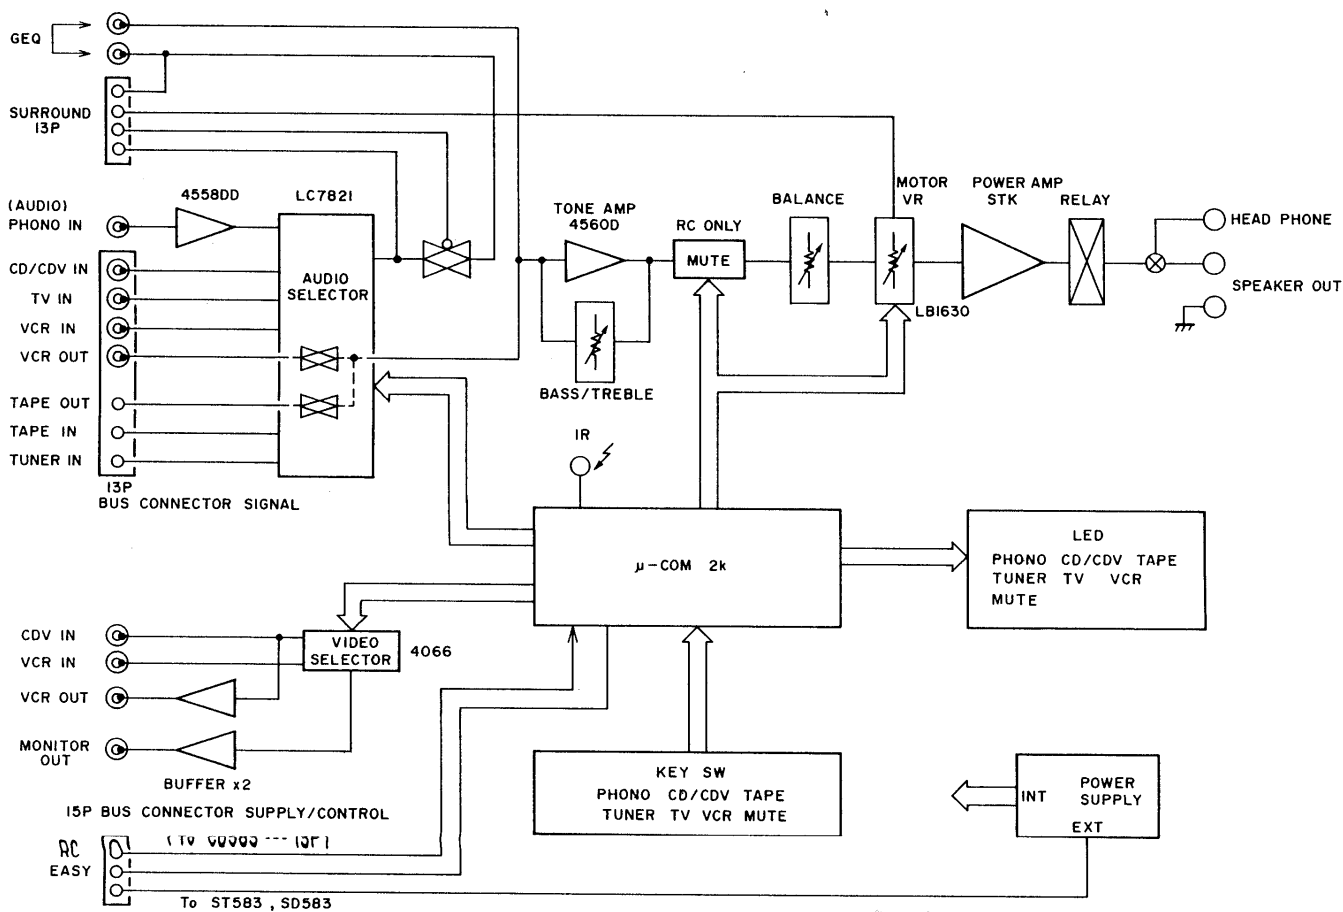 GEQ
SURROUND
13P
(AUDIO)
PHONO IN
4558DD
LC7821
CD/CDV IN
TV IN
VCR IN
VCR OUT
TAPE OUT
TAPE IN
TUNER IN
13P
BUS CONNECTOR SIGNAL
AUDIO
SELECTOR
TONE AMP
4560D
BASS/TREBLE
RC ONLY
MUTE
BALANCE
MOTOR
VR
LB1630
POWER AMP
STK
RELAY
HEAD PHONE
SPEAKER OUT
IR
μ-COM 2k
LED
PHONO CD/CDV TAPE
TUNER TV VCR
MUTE
CDV IN
VCR IN
VCR OUT
MONITOR
OUT
VIDEO
SELECTOR
4066
BUFFER x2
KEY SW
PHONO CD/CDV TAPE
TUNER TV VCR MUTE
INT
POWER
SUPPLY
EXT
15P BUS CONNECTOR SUPPLY/CONTROL
RC
EASY
To ST583 , SD583